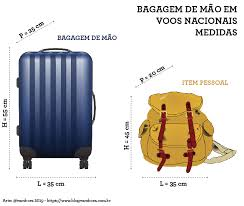 BAGAGEM DE MÃO EM
VOOS NACIONAIS
MEDIDAS
BAGAGEM DE MÃO
P = 25 cm
H = 55 cm
L = 35 cm
ITEM PESSOAL
P = 20 cm
H = 45 cm
L = 35 cm